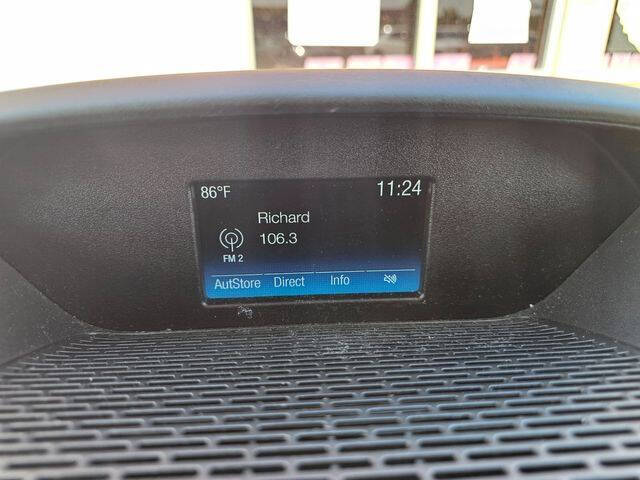 86°F 11:24
Richard
106.3
FM 2
AutStore Direct Info